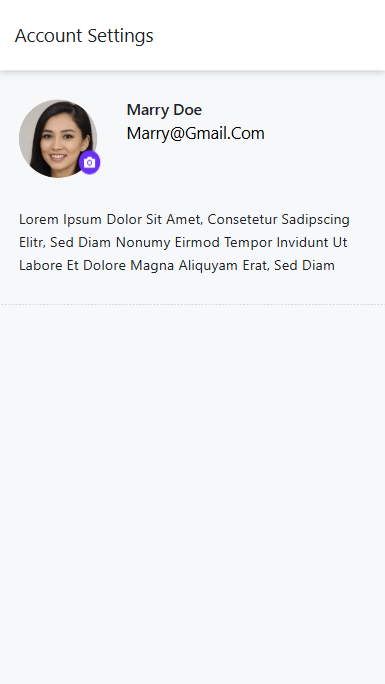 Account Settings
Marry Doe
Marry@Gmail.Com
Lorem Ipsum Dolor Sit Amet, Consetetur Sadipscing
Elitr, Sed Diam Nonumy Eirmod Tempor Invidunt Ut
Labore Et Dolore Magna Aliquyam Erat, Sed Diam